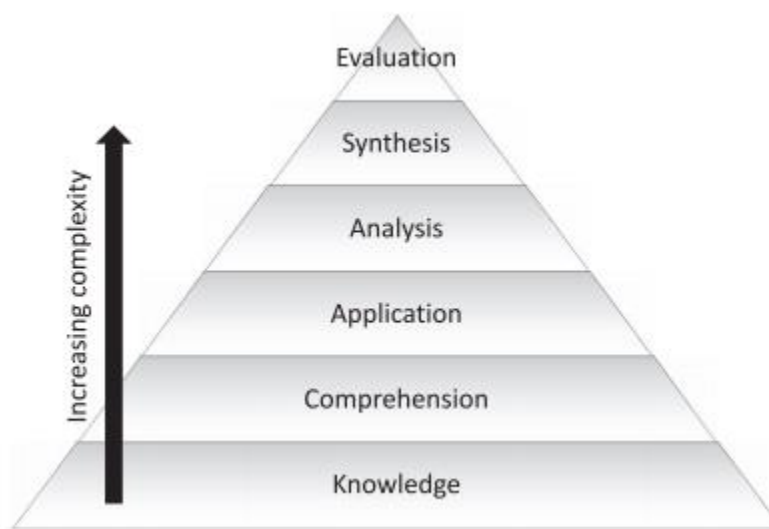 Evaluation
Synthesis
Analysis
Application
Comprehension
Knowledge
Increasing complexity